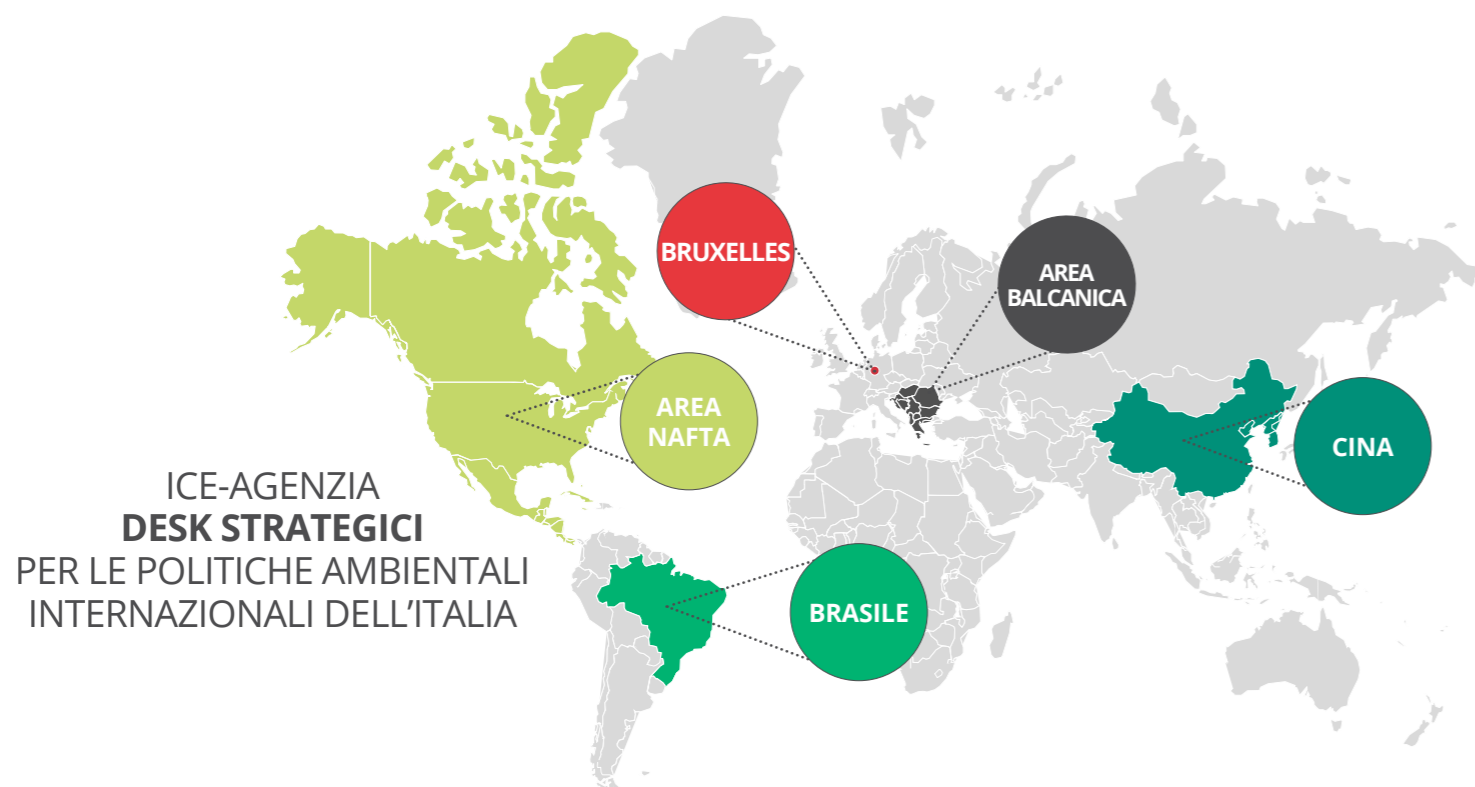 BRUXELLES
AREA
BALCANICA
AREA
NAFTA
CINA
ICE-AGENZIA
DESK STRATEGICI
PER LE POLITICHE AMBIENTALI
INTERNAZIONALI DELL’ITALIA
BRASILE